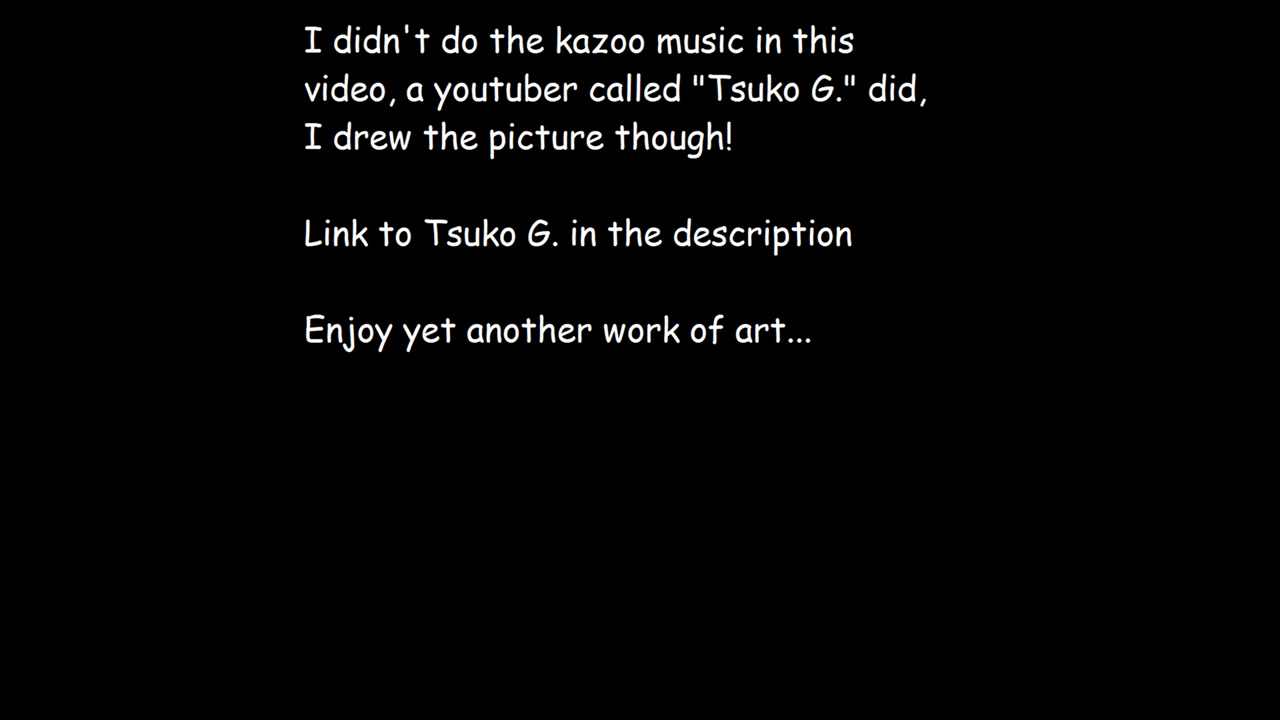 I didn't do the kazoo music in this
video, a youtuber called "Tsuko G." did,
I drew the picture though!
Link to Tsuko G. in the description
Enjoy yet another work of art...